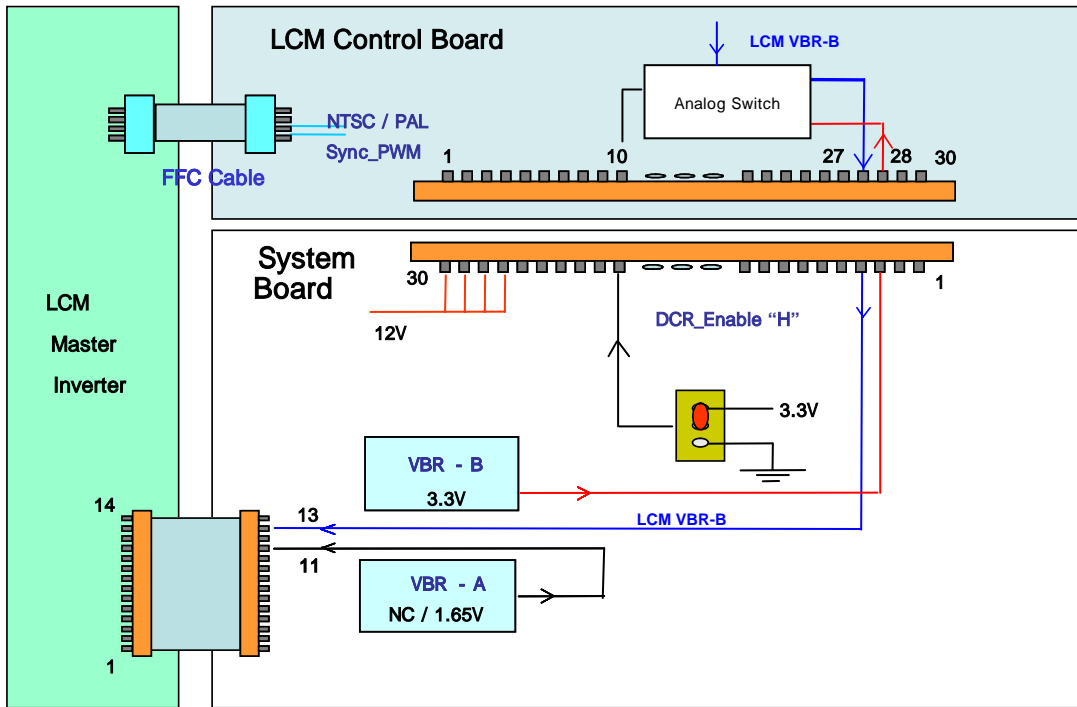 LCM Control Board
LCM VBR-B
Analog Switch
NTSC / PAL
Sync_PWM
FFC Cable
1
10
27
28
30
System
Board
30
1
12V
DCR_Enable “H”
3.3V
LCM
Master
Inverter
VBR - B
3.3V
14
13
LCM VBR-B
11
VBR - A
NC / 1.65V
1